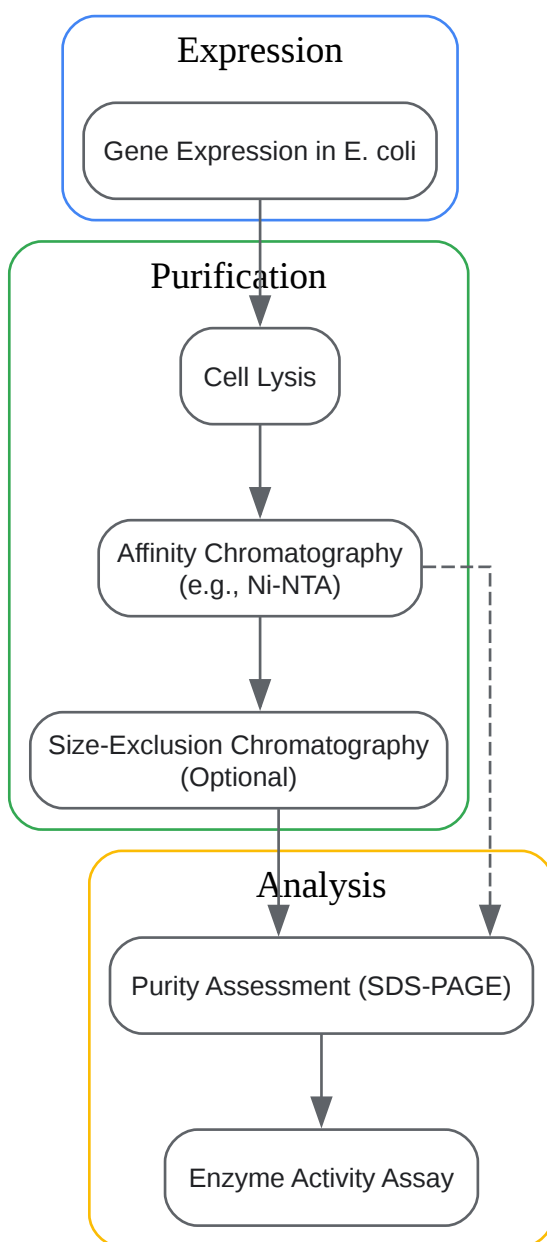 Expression
Gene Expression in E. coli
Purification
Cell Lysis
Affinity Chromatography
(e.g., Ni-NTA)
Size-Exclusion Chromatography
(Optional)
Analysis
Purity Assessment (SDS-PAGE)
Enzyme Activity Assay